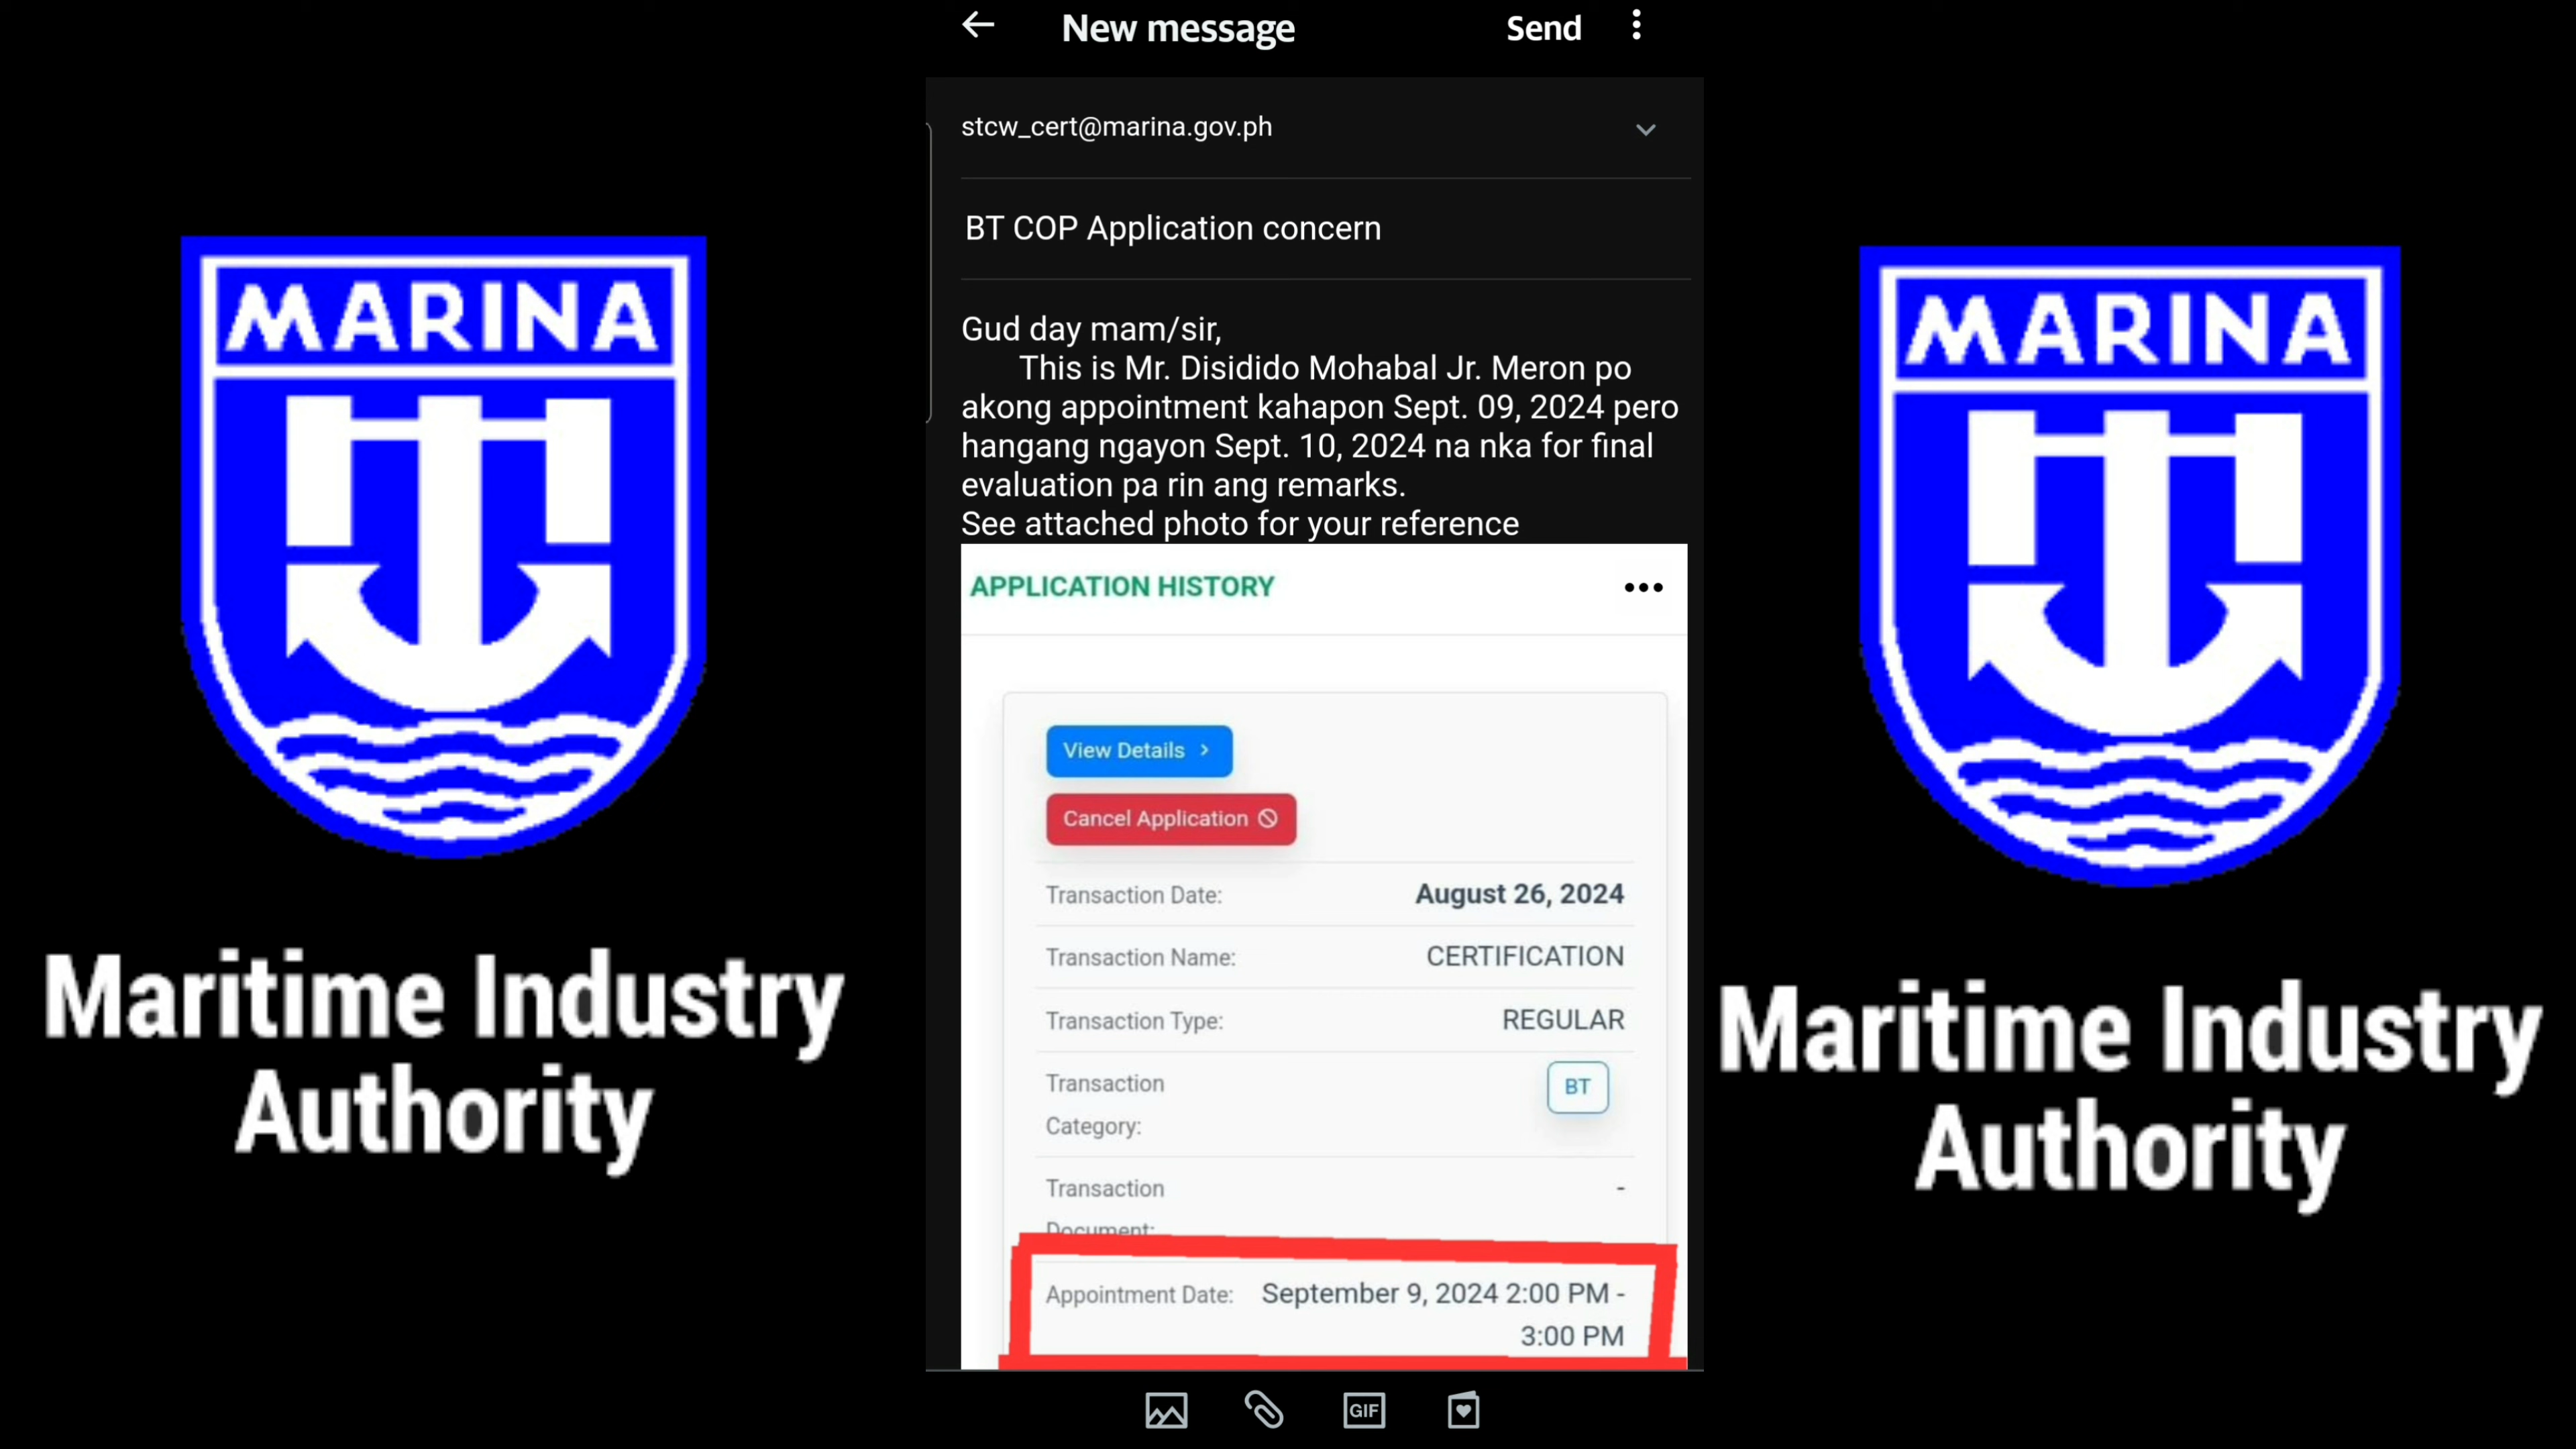 MARINA
Maritime Industry
Authority
New message
Send
stcw_cert@marina.gov.ph
BT COP Application concern
Gud day mam/sir,
This is Mr. Disidido Mohabal Jr. Meron po
akong appointment kahapon Sept. 09, 2024 pero
hangang ngayon Sept. 10, 2024 na nka for final
evaluation pa rin ang remarks.
See attached photo for your reference
APPLICATION HISTORY
View Details
Cancel Application
Transaction Date: August 26, 2024
Transaction Name: CERTIFICATION
Transaction Type: REGULAR
Transaction
Category: BT
Transaction -
Document:
Appointment Date: September 9, 2024 2:00 PM -
3:00 PM
GIF
MARINA
Maritime Industry
Authority